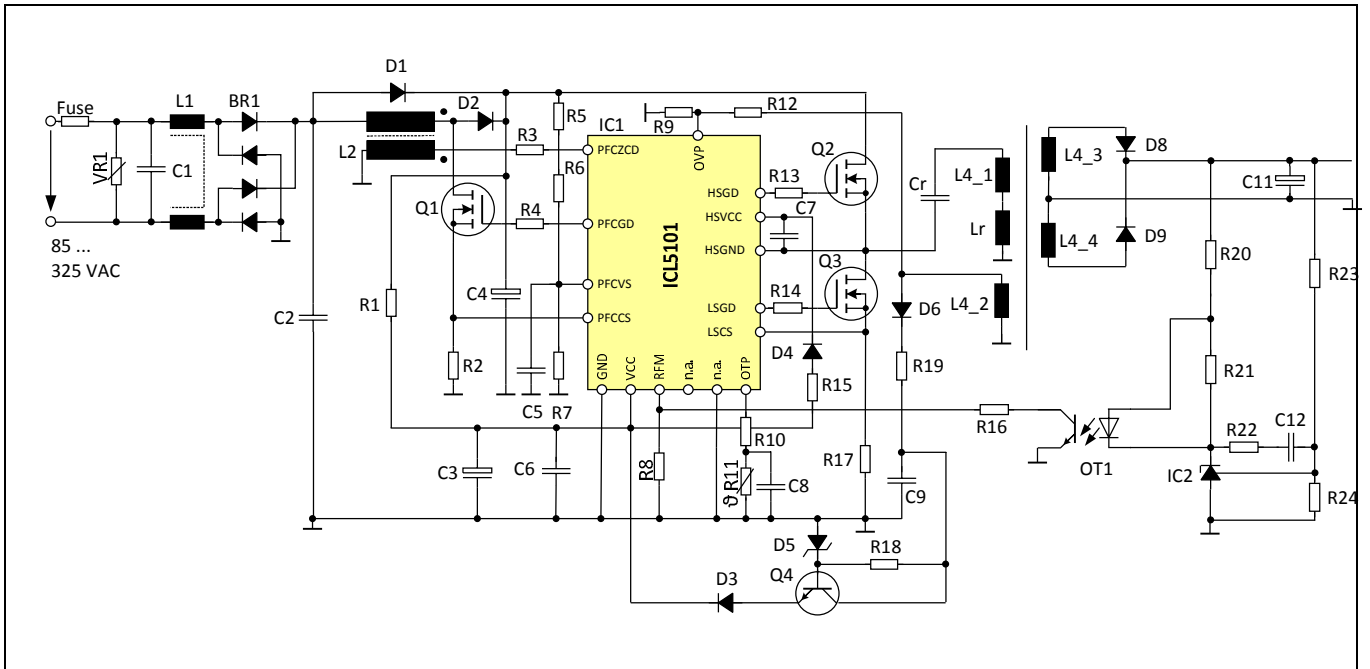 D1
Fuse
L1
BR1
D2
R5
IC1
R9
R12
R3
PFCZCD
OVP
L2
VR1
C1
R6
Q2
L4_3
D8
HSGD
R13
Cr
L4_1
C11
Q1
R4
PFCGD
HSVCC
C7
HSGND
Lr
L4_4
D9
ICL5101
85 ...
325 VAC
Q3
R20
R23
PFCVS
C4
R1
LSGD
R14
L4_2
D6
C2
PFCCS
LSCS
D4
R2
GND
VCC
RFM
n.a.
n.a.
OTP
R19
R21
R15
C5
R7
R16
C12
R10
R22
OT1
C3
C6
R8
ϑ R11
C8
R17
C9
IC2
R24
D5
R18
Q4
D3